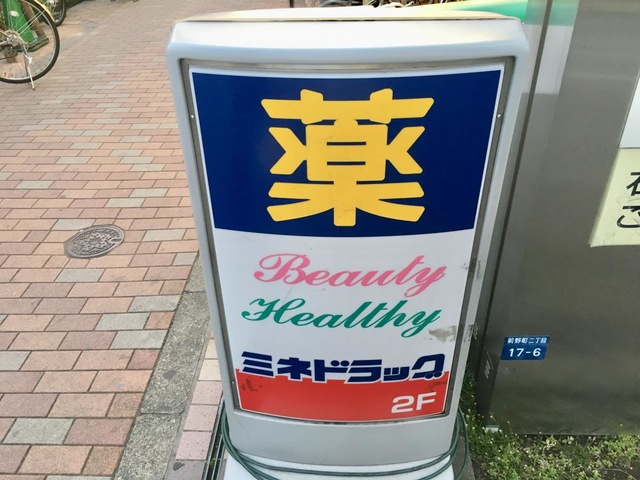 薬
Beauty
Healthy
ミネドラッグ
2F
前野町二丁目
17-6